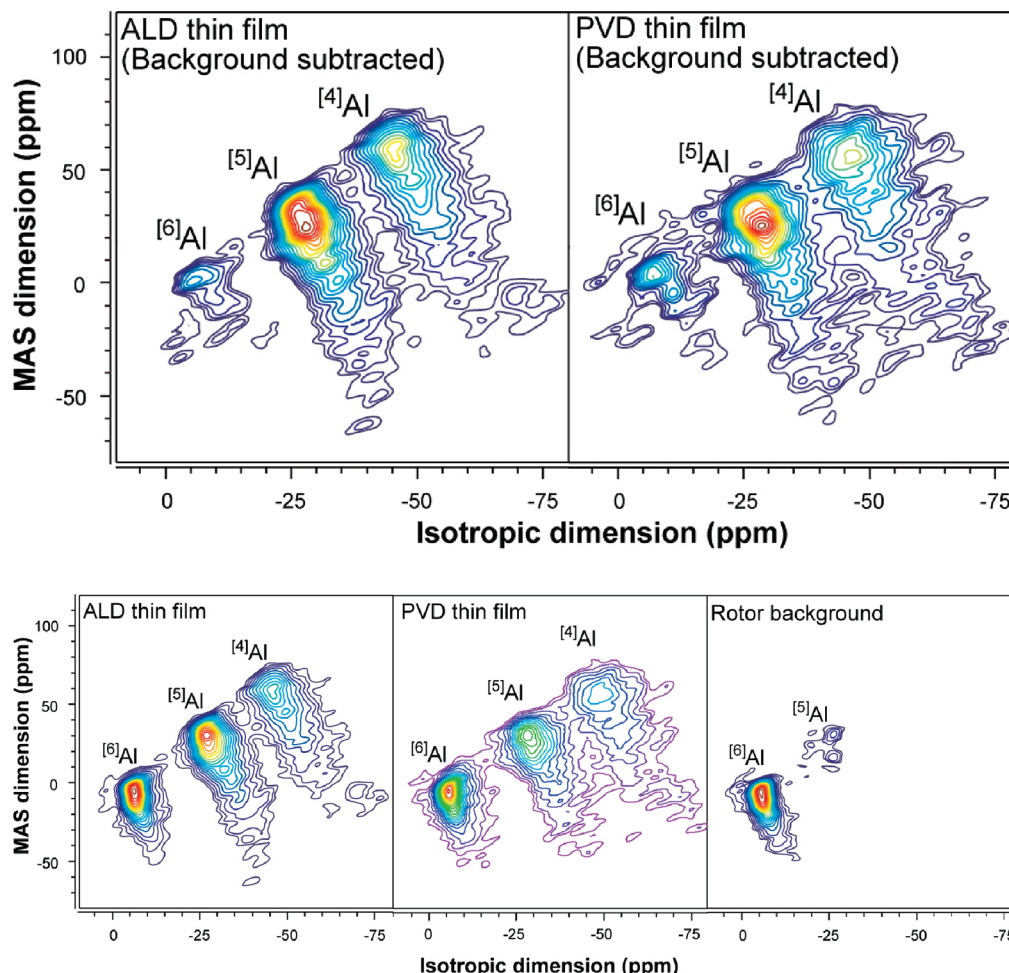 ALD thin film
(Background subtracted)
[4]Al
[5]Al
[6]Al
PVD thin film
(Background subtracted)
[4]Al
[5]Al
[6]Al
100
50
0
-50
MAS dimension (ppm)
0 -25 -50 -75
0 -25 -50 -75
Isotropic dimension (ppm)
ALD thin film
[4]Al
[5]Al
[6]Al
PVD thin film
[4]Al
[5]Al
[6]Al
Rotor background
[5]Al
[6]Al
100
50
0
-50
MAS dimension (ppm)
0 -25 -50 -75
0 -25 -50 -75
0 -25 -50 -75
Isotropic dimension (ppm)